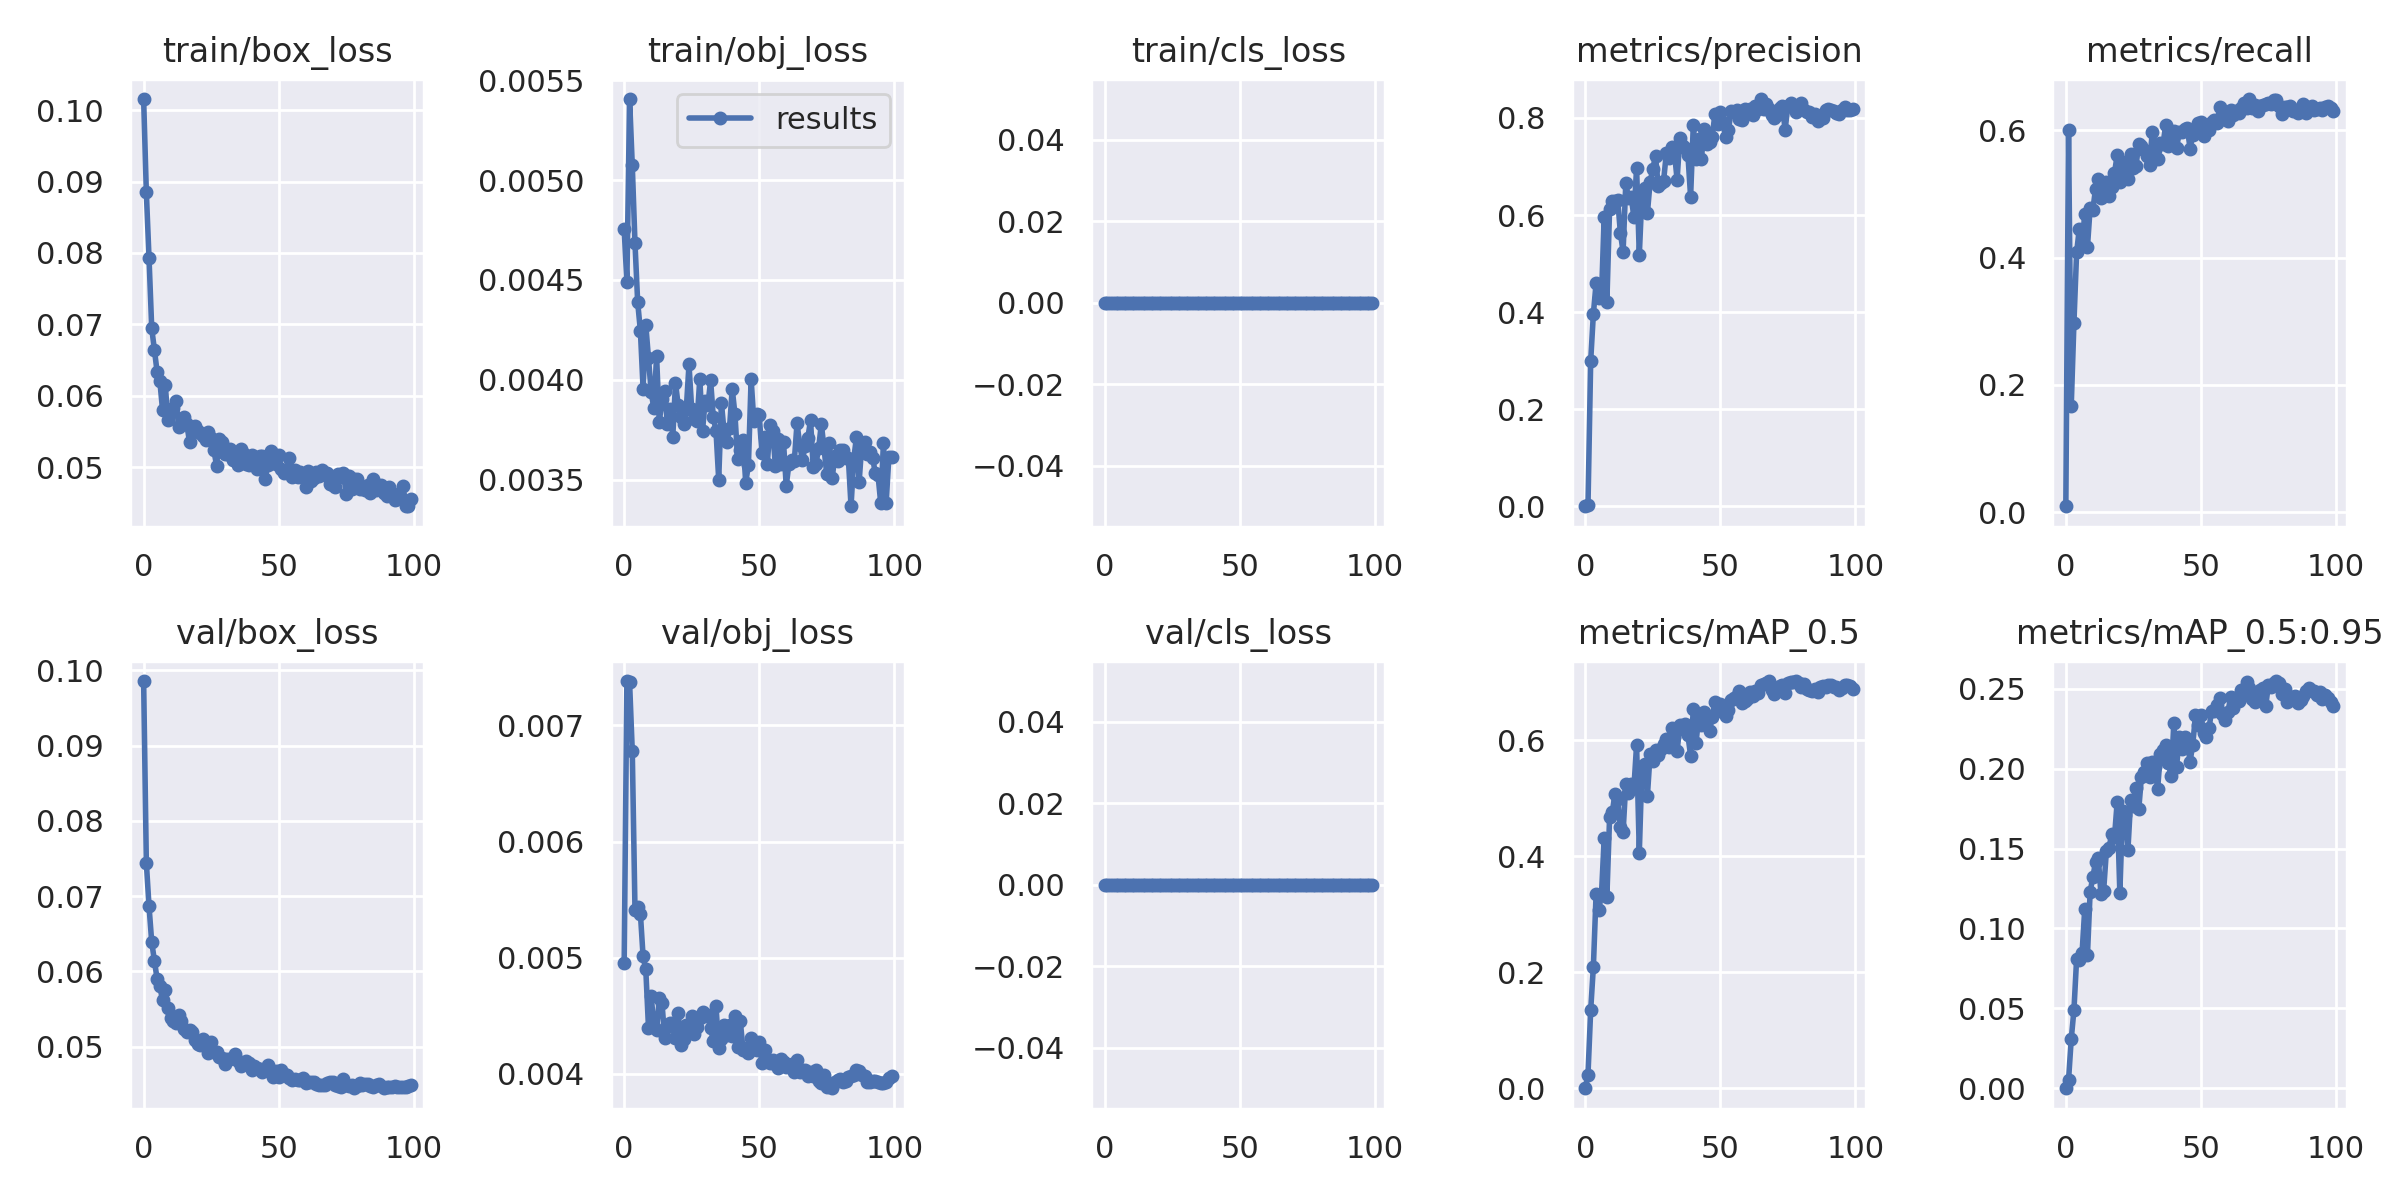 train/box_loss
0.10
0.09
0.08
0.07
0.06
0.05
0 50 100
train/obj_loss
results
0.0055
0.0050
0.0045
0.0040
0.0035
0 50 100
train/cls_loss
0.04
0.02
0.00
−0.02
−0.04
0 50 100
metrics/precision
0.8
0.6
0.4
0.2
0.0
0 50 100
metrics/recall
0.6
0.4
0.2
0.0
0 50 100
val/box_loss
0.10
0.09
0.08
0.07
0.06
0.05
0 50 100
val/obj_loss
0.007
0.006
0.005
0.004
0 50 100
val/cls_loss
0.04
0.02
0.00
−0.02
−0.04
0 50 100
metrics/mAP_0.5
0.6
0.4
0.2
0.0
0 50 100
metrics/mAP_0.5:0.95
0.25
0.20
0.15
0.10
0.05
0.00
0 50 100